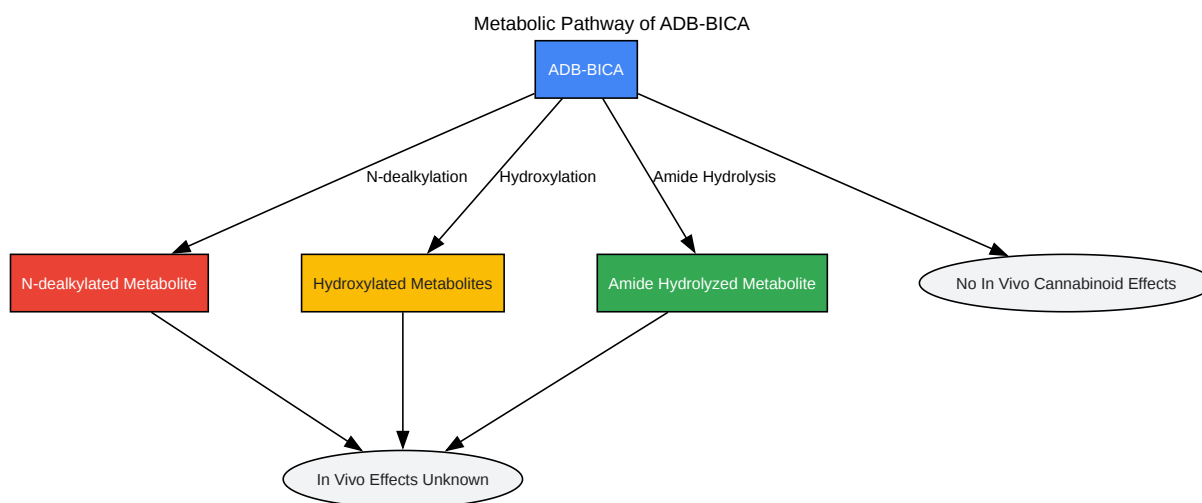 Metabolic Pathway of ADB-BICA
ADB-BICA
N-dealkylation
Hydroxylation
Amide Hydrolysis
N-dealkylated Metabolite
Hydroxylated Metabolites
Amide Hydrolyzed Metabolite
No In Vivo Cannabinoid Effects
In Vivo Effects Unknown